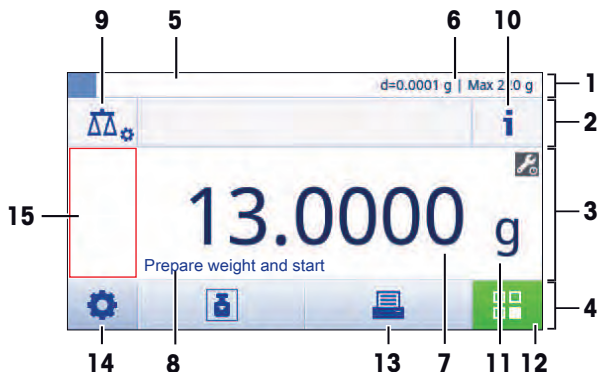 9 5 6 10
d=0.0001 g | Max 220 g 1
i 2
15 13.0000 g 3
Prepare weight and start
4
14 8 13 7 11 12